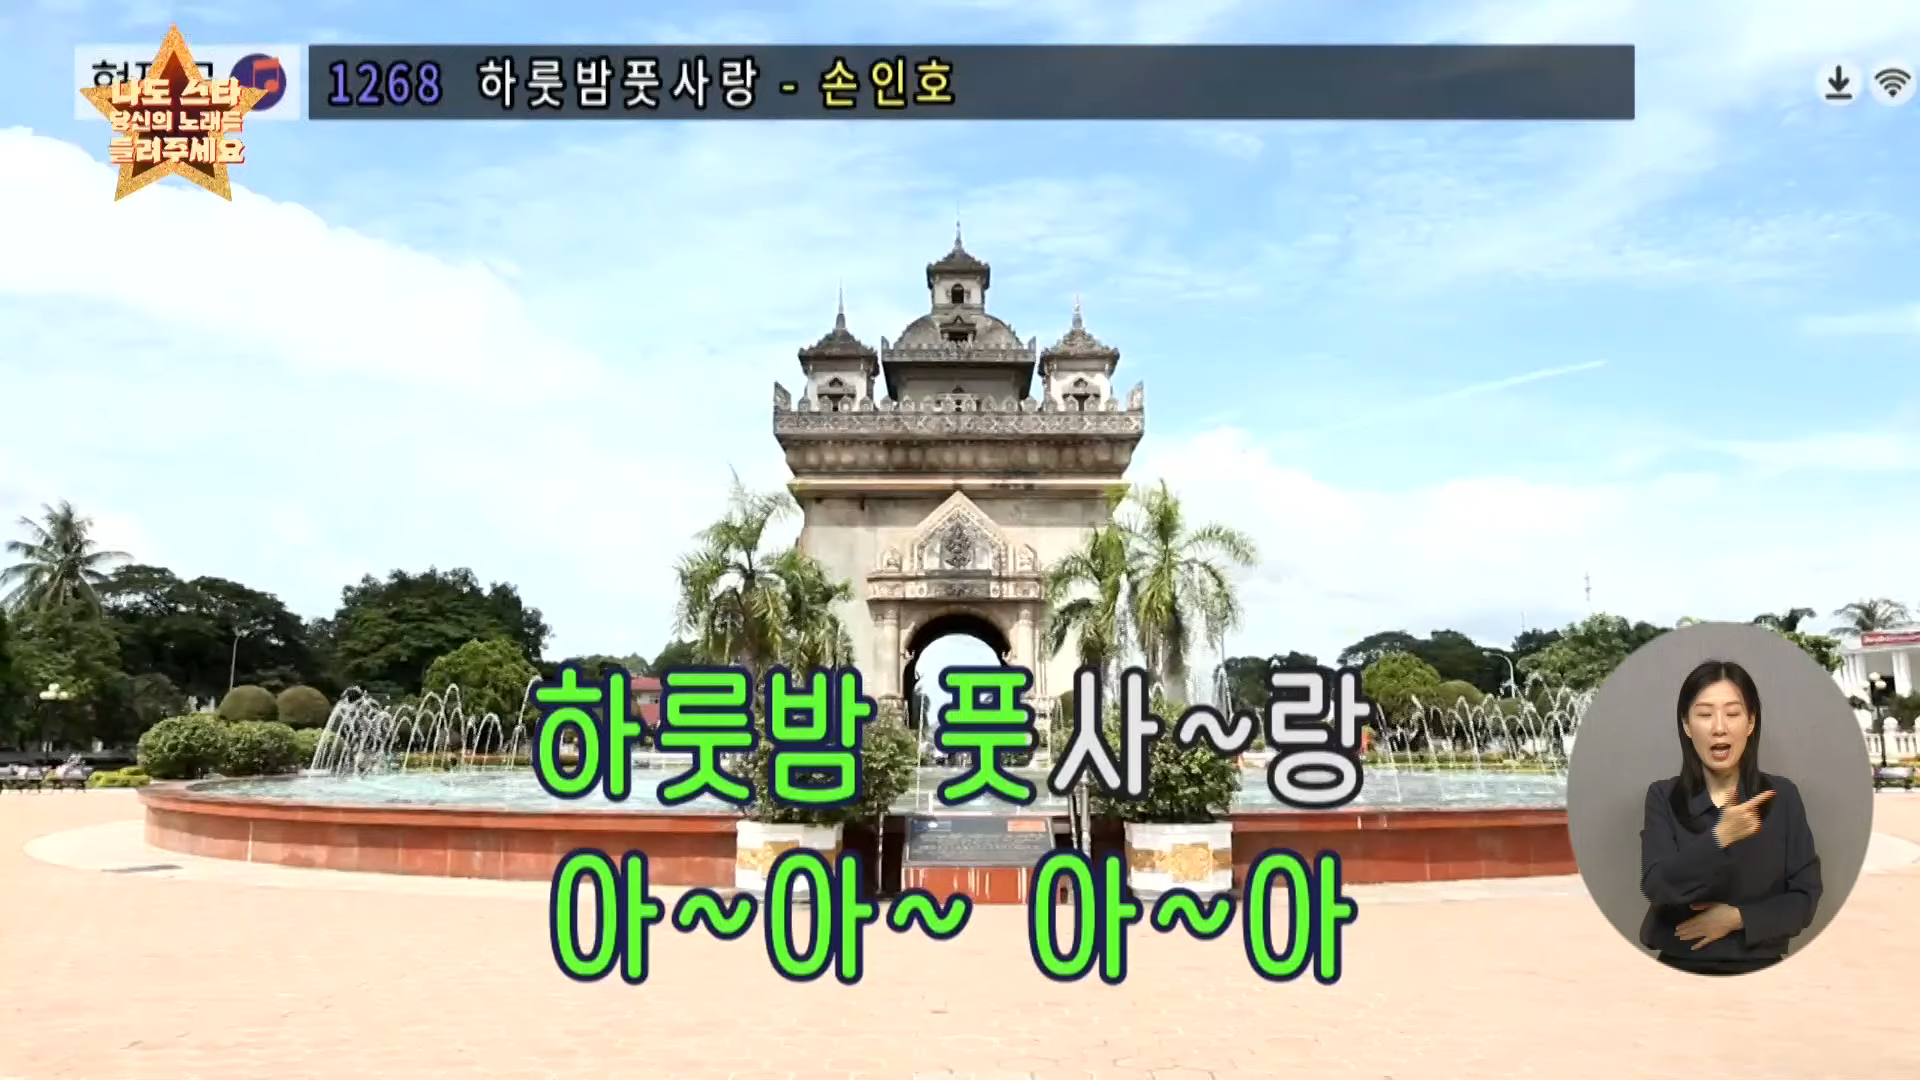 1268 하룻밤풋사랑 - 손인호
나도 스타
당신의 노래를
들려주세요
하룻밤 풋사~랑
아~아~ 아~아